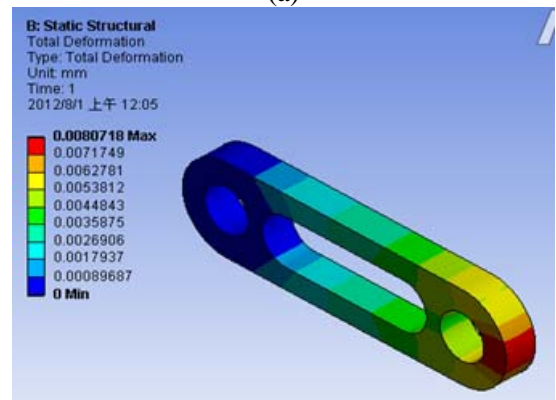 (a)
B: Static Structural
Total Deformation
Type: Total Deformation
Unit: mm
Time: 1
2012/8/1 上午 12:05
0.0080718 Max
0.0071749
0.0062781
0.0053812
0.0044843
0.0035875
0.0026906
0.0017937
0.00089687
0 Min